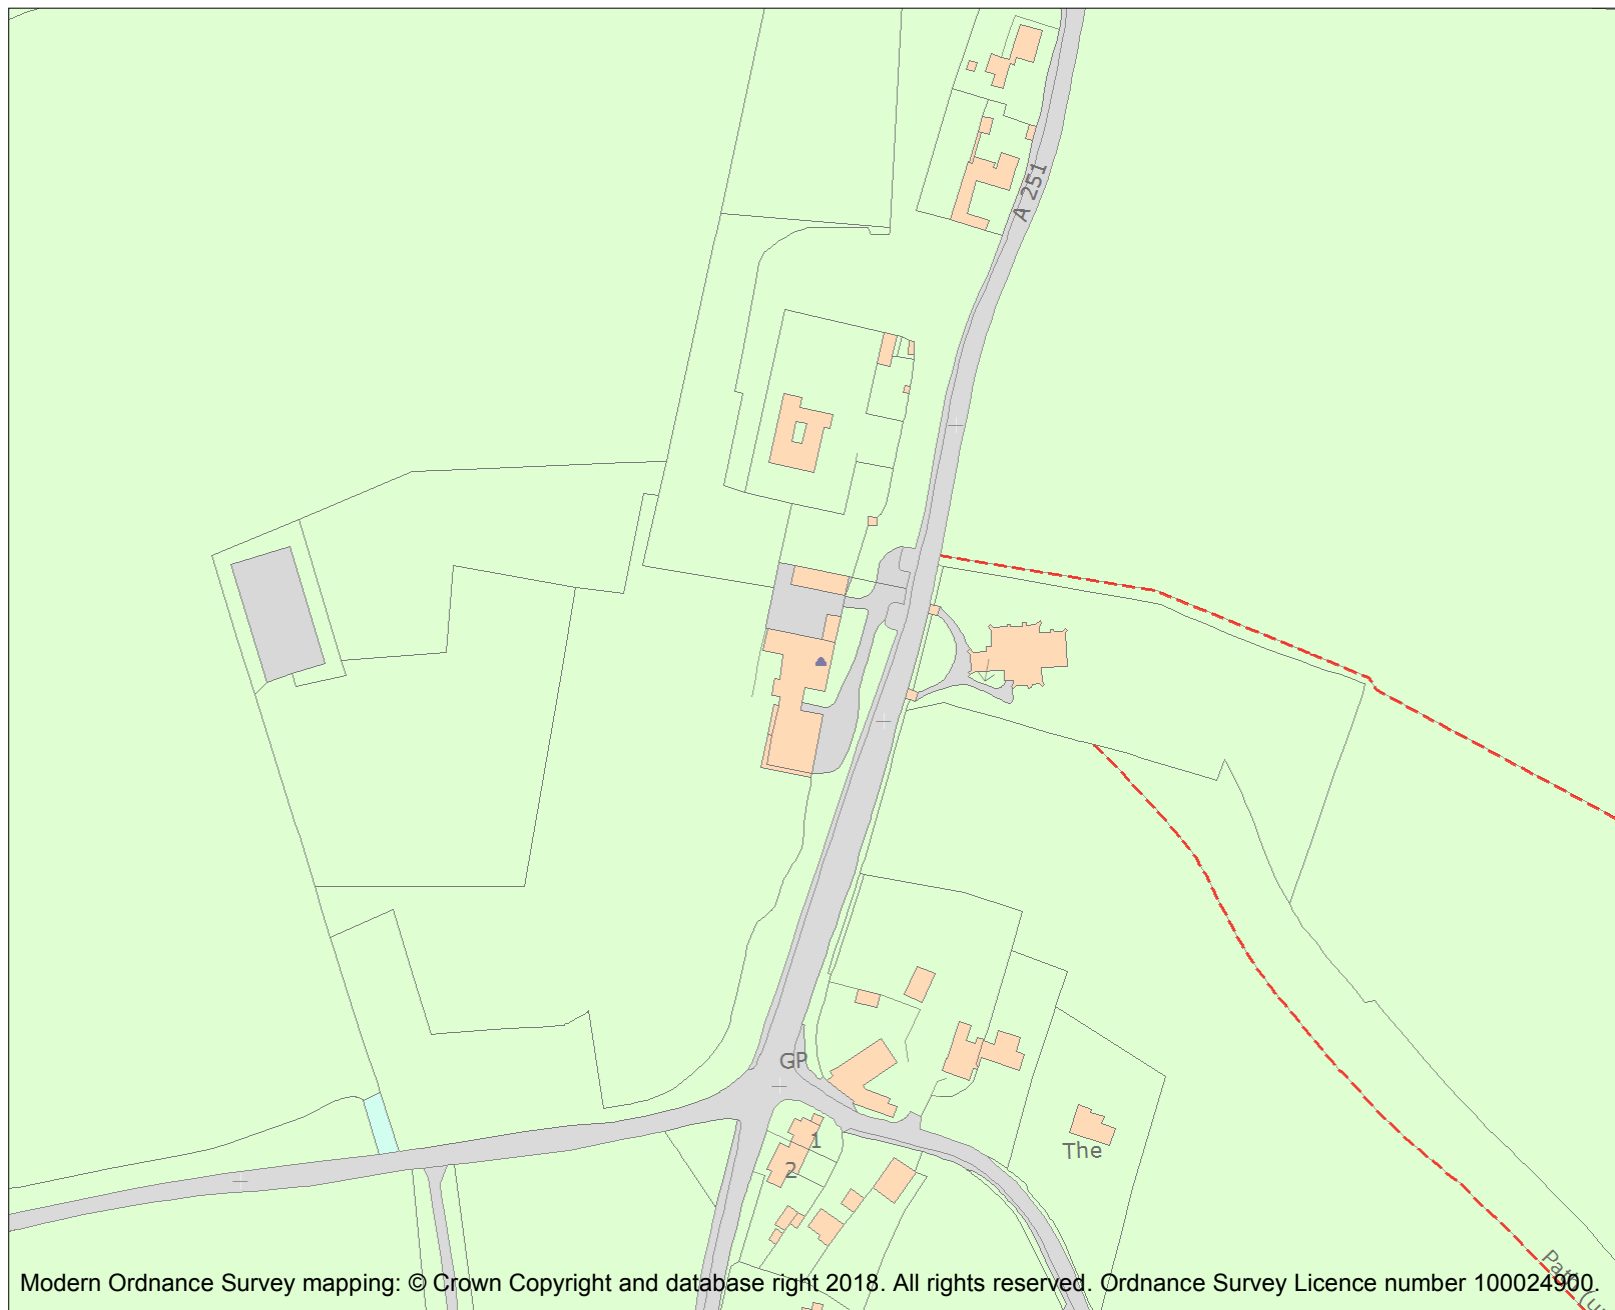 A 251
GP
1
2
The
Path (u
Modern Ordnance Survey mapping: © Crown Copyright and database right 2018. All rights reserved. Ordnance Survey Licence number 100024900.